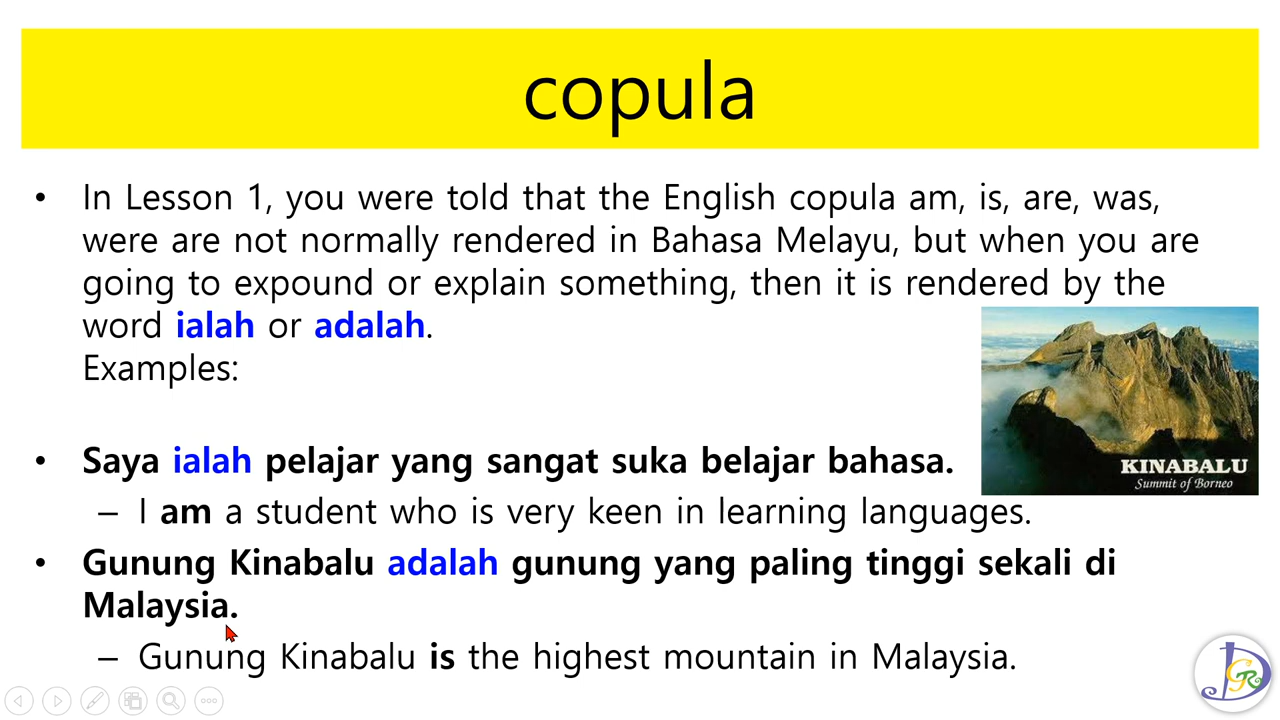 copula
• In Lesson 1, you were told that the English copula am, is, are, was,
were are not normally rendered in Bahasa Melayu, but when you are
going to expound or explain something, then it is rendered by the
word ialah or adalah.
Examples:
KINABALU
Summit of Borneo
• Saya ialah pelajar yang sangat suka belajar bahasa.
– I am a student who is very keen in learning languages.
• Gunung Kinabalu adalah gunung yang paling tinggi sekali di
Malaysia.
– Gunung Kinabalu is the highest mountain in Malaysia.